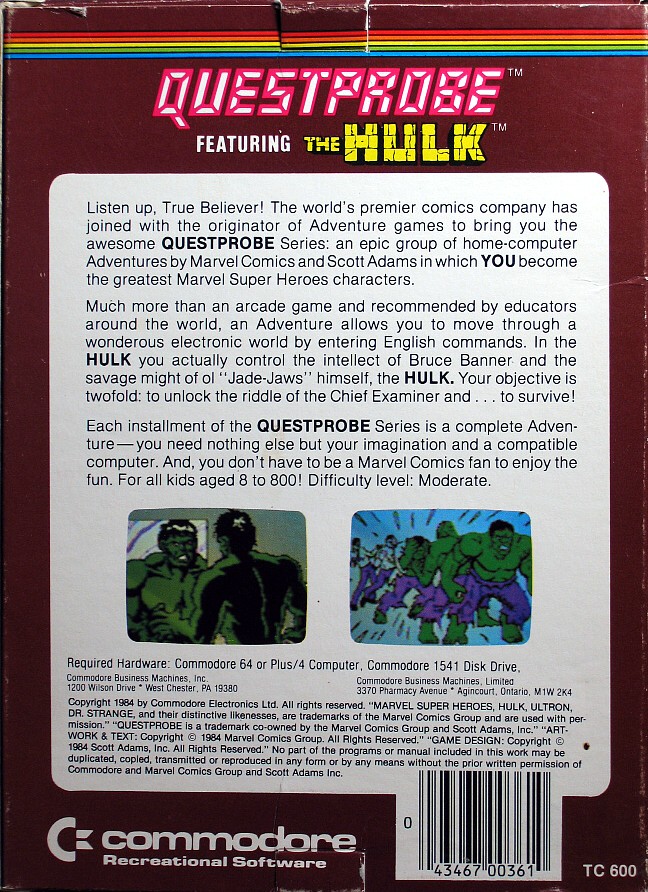 QUESTPROBE™
FEATURING THE HULK™
Listen up, True Believer! The world's premier comics company has
joined with the originator of Adventure games to bring you the
awesome QUESTPROBE Series: an epic group of home-computer
Adventures by Marvel Comics and Scott Adams in which YOU become
the greatest Marvel Super Heroes characters.
Much more than an arcade game and recommended by educators
around the world, an Adventure allows you to move through a
wonderous electronic world by entering English commands. In the
HULK you actually control the intellect of Bruce Banner and the
savage might of ol "Jade-Jaws" himself, the HULK. Your objective is
twofold: to unlock the riddle of the Chief Examiner and . . . to survive!
Each installment of the QUESTPROBE Series is a complete Adven-
ture—you need nothing else but your imagination and a compatible
computer. And, you don't have to be a Marvel Comics fan to enjoy the
fun. For all kids aged 8 to 800! Difficulty level: Moderate.
Required Hardware: Commodore 64 or Plus/4 Computer, Commodore 1541 Disk Drive,
Commodore Business Machines, Inc.
1200 Wilson Drive * West Chester, PA 19380
Commodore Business Machines, Limited
3370 Pharmacy Avenue * Agincourt, Ontario, M1W 2K4
Copyright 1984 by Commodore Electronics Ltd. All rights reserved. "MARVEL SUPER HEROES, HULK, ULTRON,
DR. STRANGE, and their distinctive likenesses, are trademarks of the Marvel Comics Group and are used with per-
mission." "QUESTPROBE is a trademark co-owned by the Marvel Comics Group and Scott Adams, Inc. "ART-
WORK & TEXT: Copyright © 1984 Marvel Comics Group. All Rights Reserved." "GAME DESIGN: Copyright ©
1984 Scott Adams, Inc. All Rights Reserved." No part of the programs or manual included in this work may be
duplicated, copied, transmitted or reproduced in any form or by any means without the prior written permission of
Commodore and Marvel Comics Group and Scott Adams Inc.
commodore
Recreational Software
0
43467 00361
TC 600